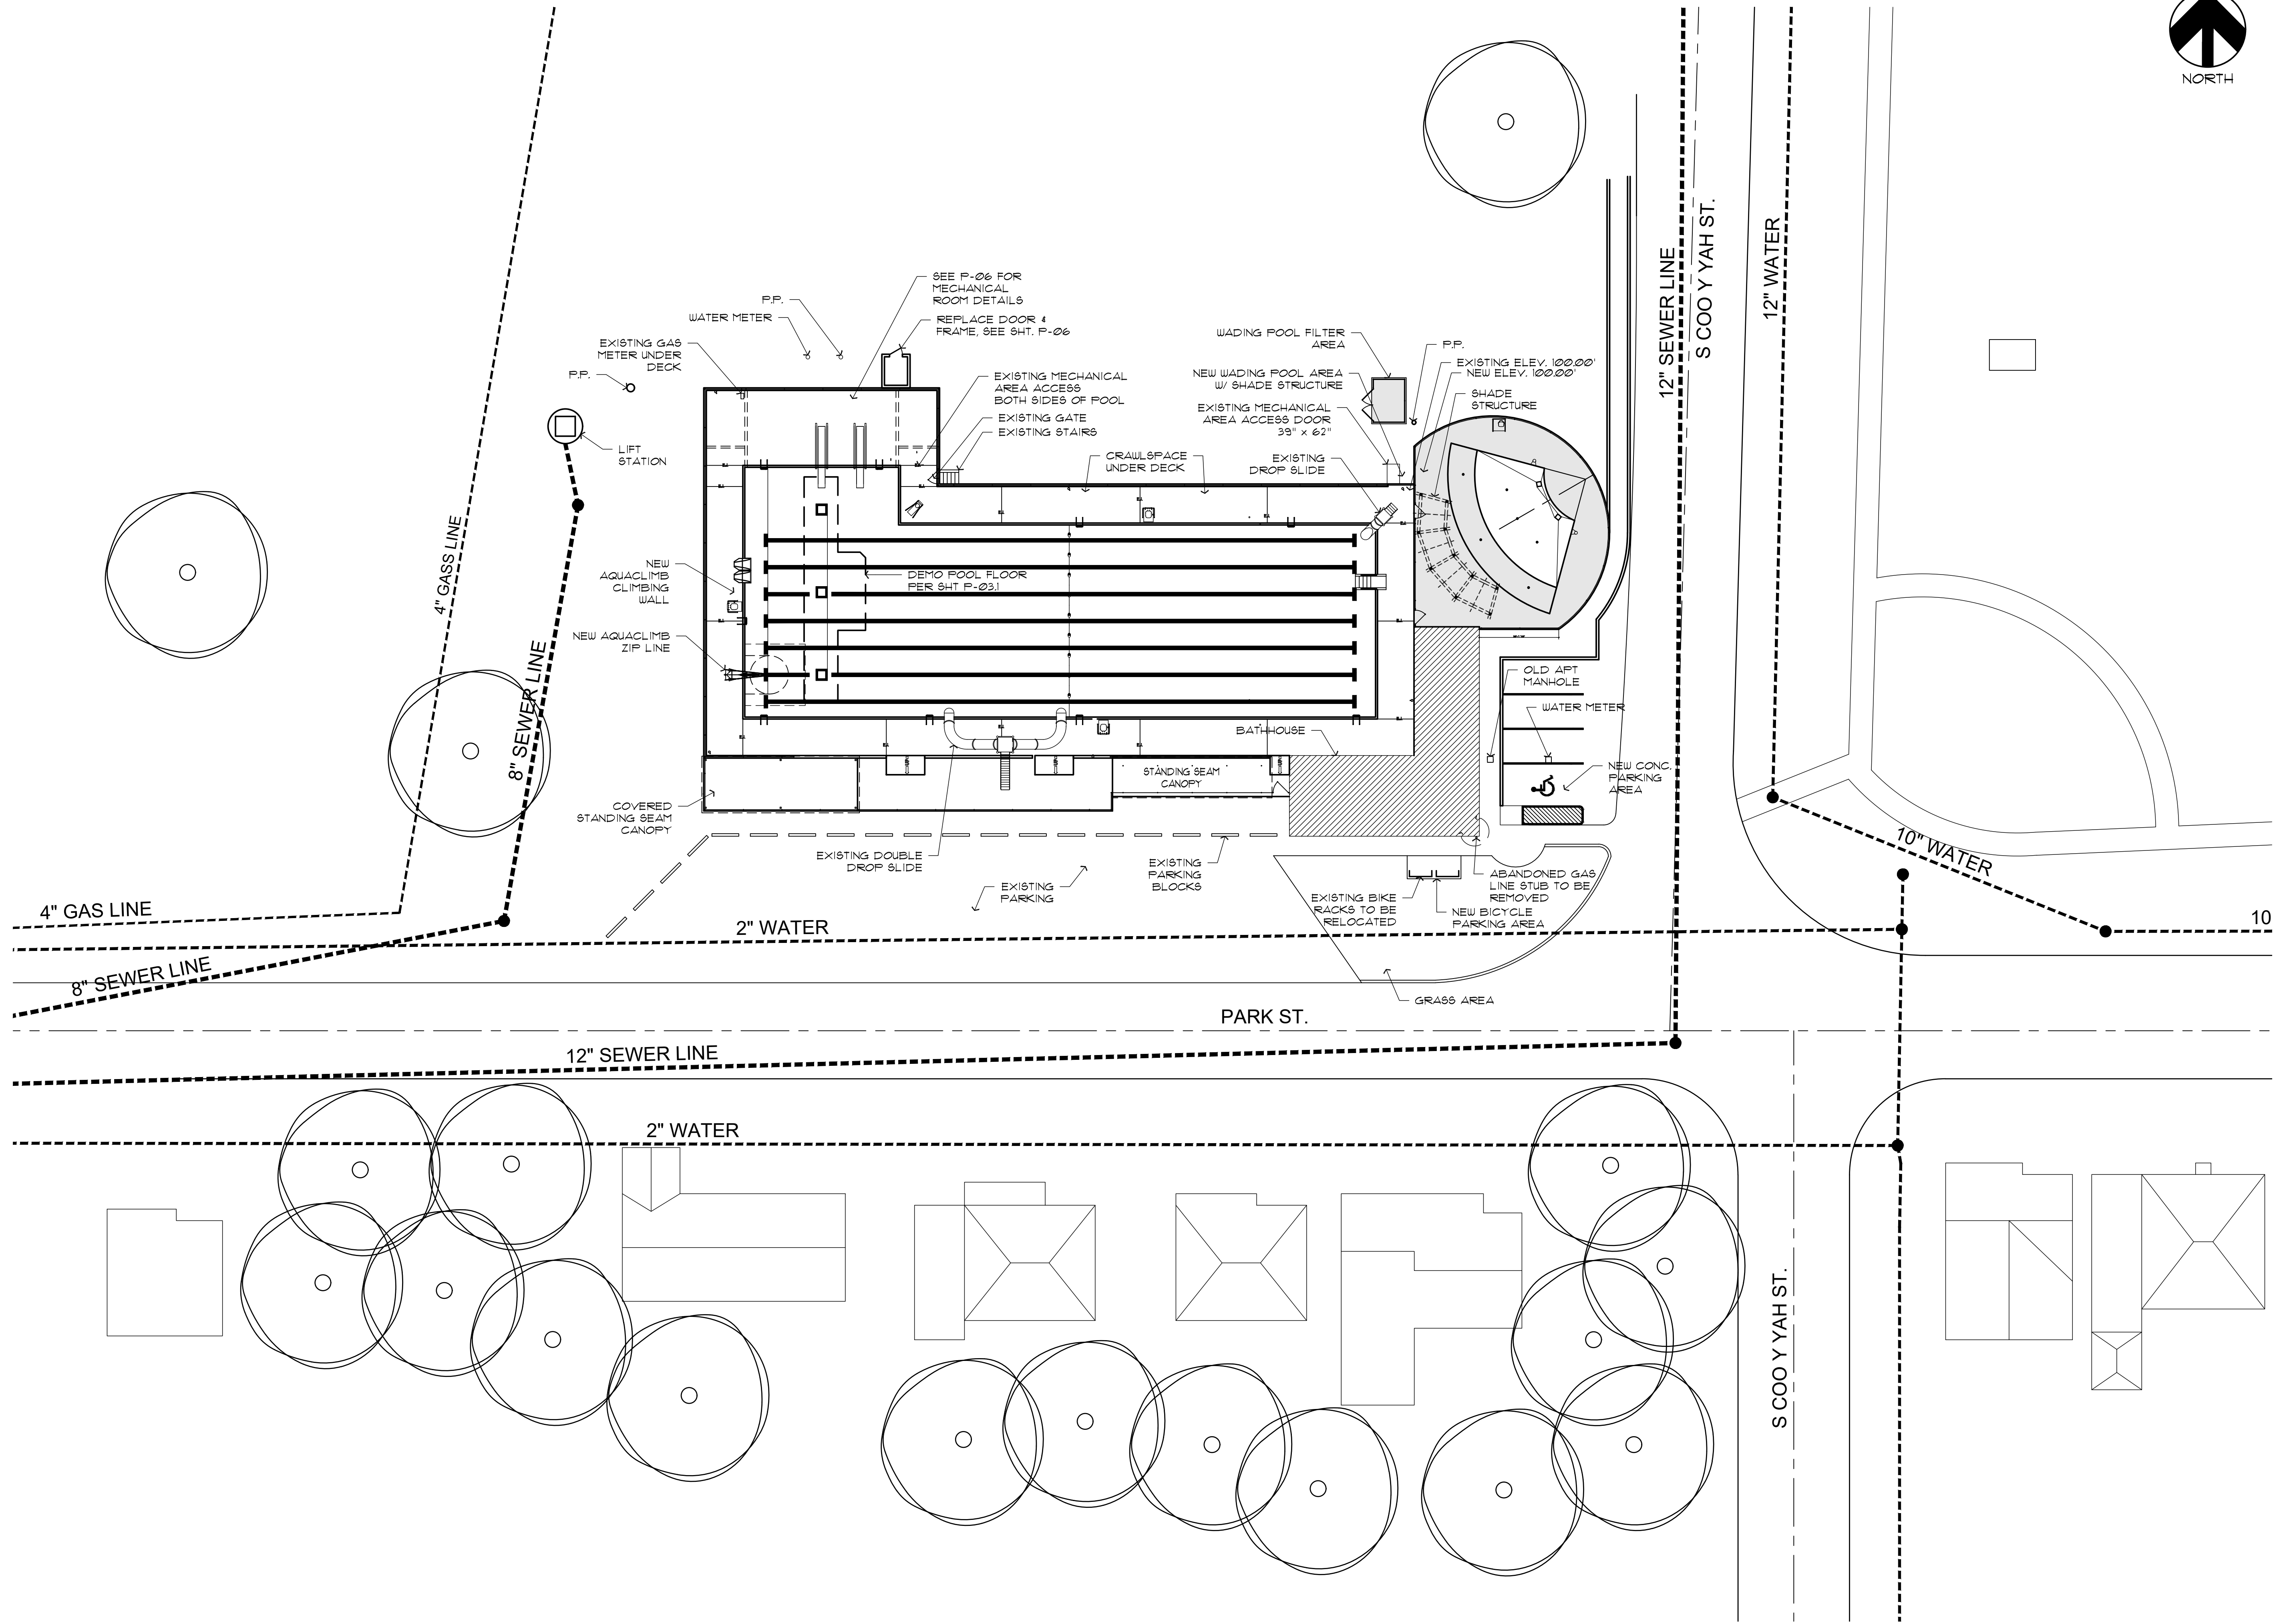 NORTH
12" SEWER LINE
S COO Y YAH ST.
12" WATER
SEE P-06 FOR
MECHANICAL
ROOM DETAILS
P.P.
WATER METER
REPLACE DOOR &
FRAME, SEE SHT. P-06
EXISTING GAS
METER UNDER
DECK
P.P.
WADING POOL FILTER
AREA
P.P.
EXISTING ELEV. 100.00'
NEW ELEV. 100.00'
NEW WADING POOL AREA
W/ SHADE STRUCTURE
SHADE
STRUCTURE
EXISTING MECHANICAL
AREA ACCESS
BOTH SIDES OF POOL
EXISTING GATE
EXISTING STAIRS
EXISTING MECHANICAL
AREA ACCESS DOOR
39" x 62"
LIFT
STATION
CRAWLSPACE
UNDER DECK
EXISTING
DROP SLIDE
4" GASS LINE
NEW
AQUACLIMB
CLIMBING
WALL
DEMO POOL FLOOR
PER SHT P-03.1
NEW AQUACLIMB
ZIP LINE
8" SEWER LINE
OLD APT
MANHOLE
WATER METER
BATHHOUSE
STANDING SEAM
CANOPY
NEW CONC.
PARKING
AREA
COVERED
STANDING SEAM
CANOPY
EXISTING DOUBLE
DROP SLIDE
EXISTING
PARKING
EXISTING
PARKING
BLOCKS
EXISTING BIKE
RACKS TO BE
RELOCATED
ABANDONED GAS
LINE STUB TO BE
REMOVED
NEW BICYCLE
PARKING AREA
10" WATER
4" GAS LINE
2" WATER
10
8" SEWER LINE
GRASS AREA
PARK ST.
12" SEWER LINE
2" WATER
S COO Y YAH ST.